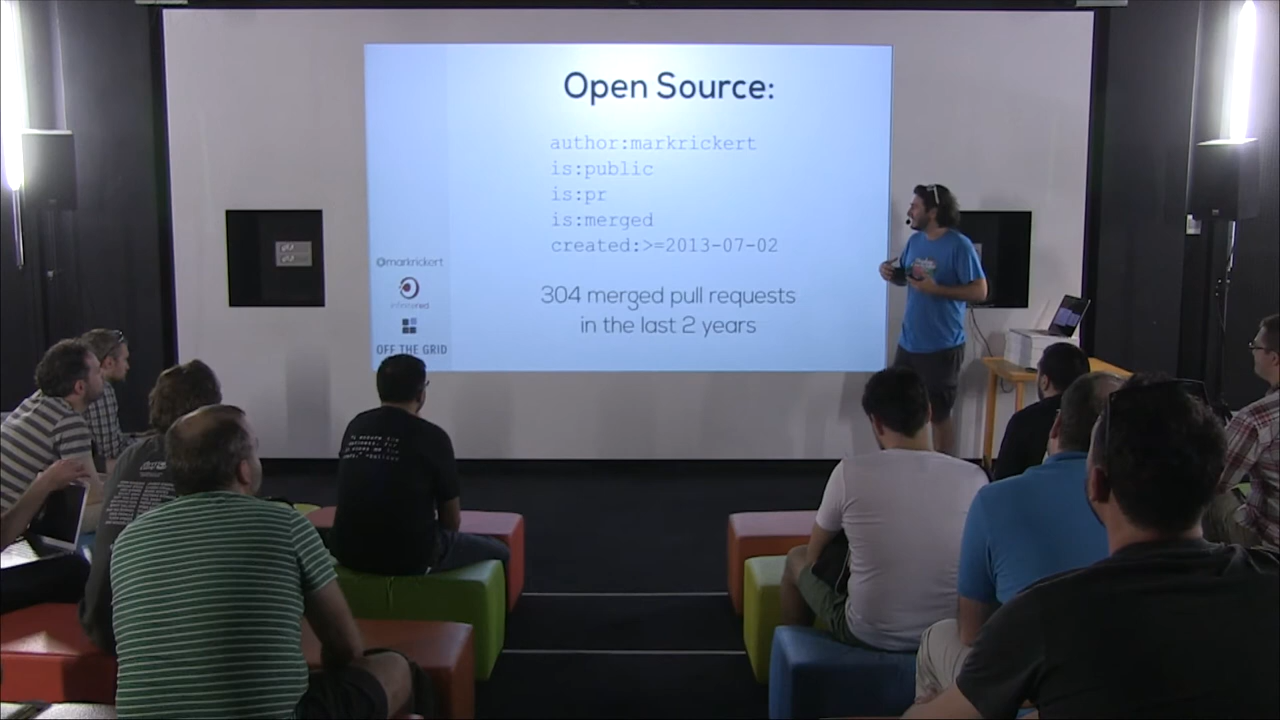 Open Source:
author:markrickert
is:public
is:pr
is:merged
created:>=2013-07-02
304 merged pull requests
in the last 2 years
@markrickert
infinitered
OFF THE GRID